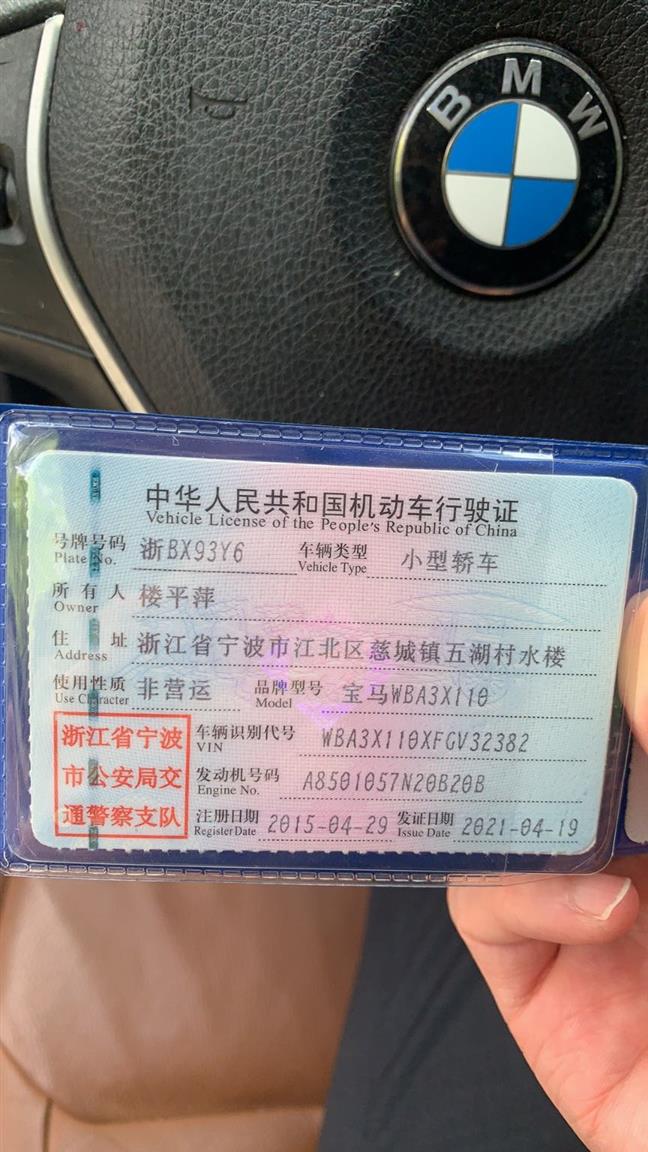 BMW
中华人民共和国机动车行驶证
Vehicle License of the People's Republic of China
号牌号码 浙BX93Y6 车辆类型 小型轿车
Plate No. Vehicle Type
所有人 楼平萍
Owner
住址 浙江省宁波市江北区慈城镇五湖村水楼
Address
使用性质 非营运 品牌型号 宝马WBA3X110
Use Character Model
浙江省宁波
市公安局交
通警察支队
车辆识别代号 WBA3X110XFGV32382
VIN
发动机号码 A8501057N20B20B
Engine No.
注册日期 2015-04-29 发证日期 2021-04-19
Register Date Issue Date